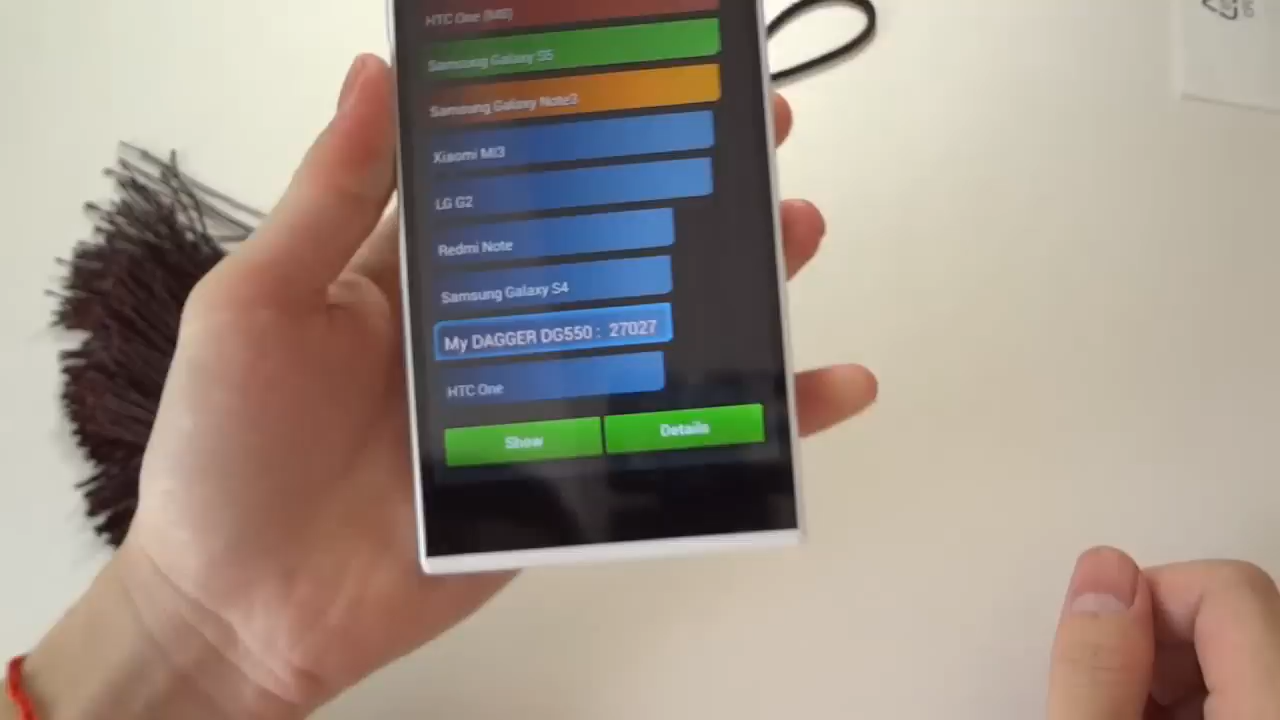 HTC One (M8)
Samsung Galaxy S5
Samsung Galaxy Note3
Xiaomi MI3
LG G2
Redmi Note
Samsung Galaxy S4
My DAGGER DG550 : 27027
HTC One
Show Details